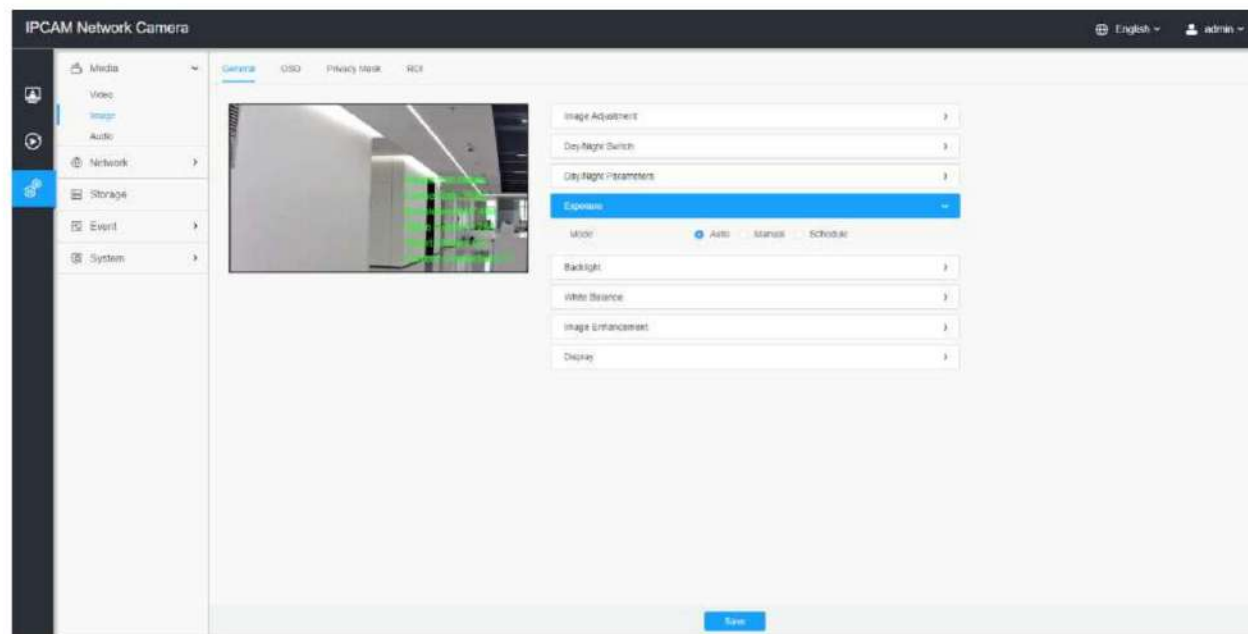 IPCAM Network Camera
English
admin
Media
Video
Image
Audio
Network
Storage
Event
System
General OSD Privacy Mask ROI
Image Adjustment
Day/Night Switch
Day/Night Parameters
Exposure
Mode Auto Manual Schedule
Backlight
White Balance
Image Enhancement
Display
Save